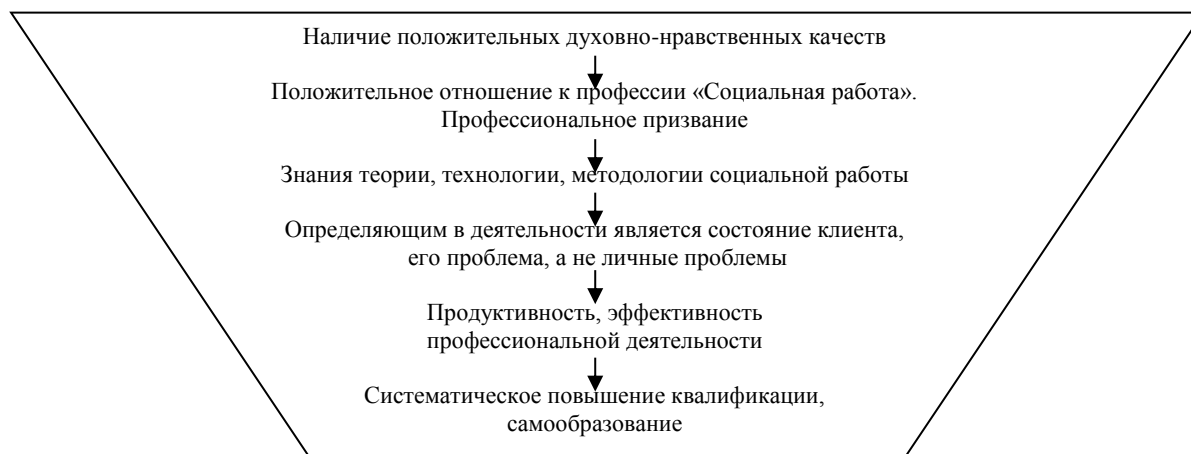 Наличие положительных духовно-нравственных качеств
Положительное отношение к профессии «Социальная работа».
Профессиональное призвание
Знания теории, технологии, методологии социальной работы
Определяющим в деятельности является состояние клиента,
его проблема, а не личные проблемы
Продуктивность, эффективность
профессиональной деятельности
Систематическое повышение квалификации,
самообразование